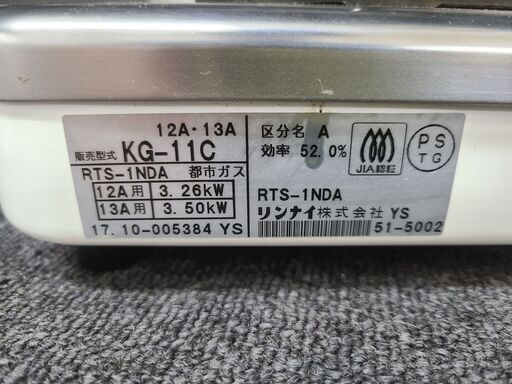 12A・13A
販売型式 KG-11C
RTS-1NDA 都市ガス
12A用 3.26kW
13A用 3.50kW
17.10-005384 YS
区分名 A
効率 52.0%
JIA認証
PS
TG
RTS-1NDA
リンナイ株式会社 YS
51-5002